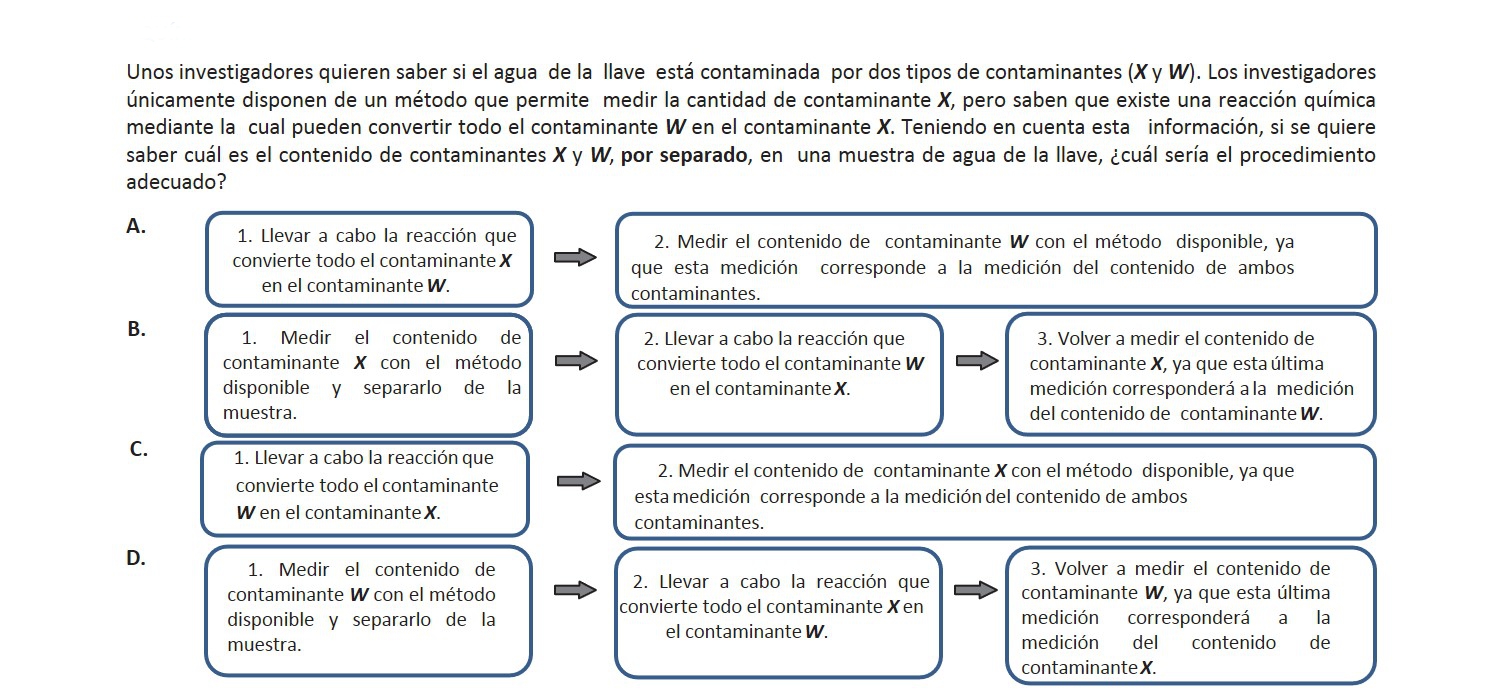 Unos investigadores quieren saber si el agua de la llave está contaminada por dos tipos de contaminantes (X y W). Los investigadores
únicamente disponen de un método que permite medir la cantidad de contaminante X, pero saben que existe una reacción química
mediante la cual pueden convertir todo el contaminante W en el contaminante X. Teniendo en cuenta esta información, si se quiere
saber cuál es el contenido de contaminantes X y W, por separado, en una muestra de agua de la llave, ¿cuál sería el procedimiento
adecuado?
A.
1. Llevar a cabo la reacción que
convierte todo el contaminante X
en el contaminante W.
2. Medir el contenido de contaminante W con el método disponible, ya
que esta medición corresponde a la medición del contenido de ambos
contaminantes.
B.
1. Medir el contenido de
contaminante X con el método
disponible y separarlo de la
muestra.
2. Llevar a cabo la reacción que
convierte todo el contaminante W
en el contaminante X.
3. Volver a medir el contenido de
contaminante X, ya que esta última
medición corresponderá a la medición
del contenido de contaminante W.
C.
1. Llevar a cabo la reacción que
convierte todo el contaminante
W en el contaminante X.
2. Medir el contenido de contaminante X con el método disponible, ya que
esta medición corresponde a la medición del contenido de ambos
contaminantes.
D.
1. Medir el contenido de
contaminante W con el método
disponible y separarlo de la
muestra.
2. Llevar a cabo la reacción que
convierte todo el contaminante X en
el contaminante W.
3. Volver a medir el contenido de
contaminante W, ya que esta última
medición corresponderá a la
medición del contenido de
contaminante X.